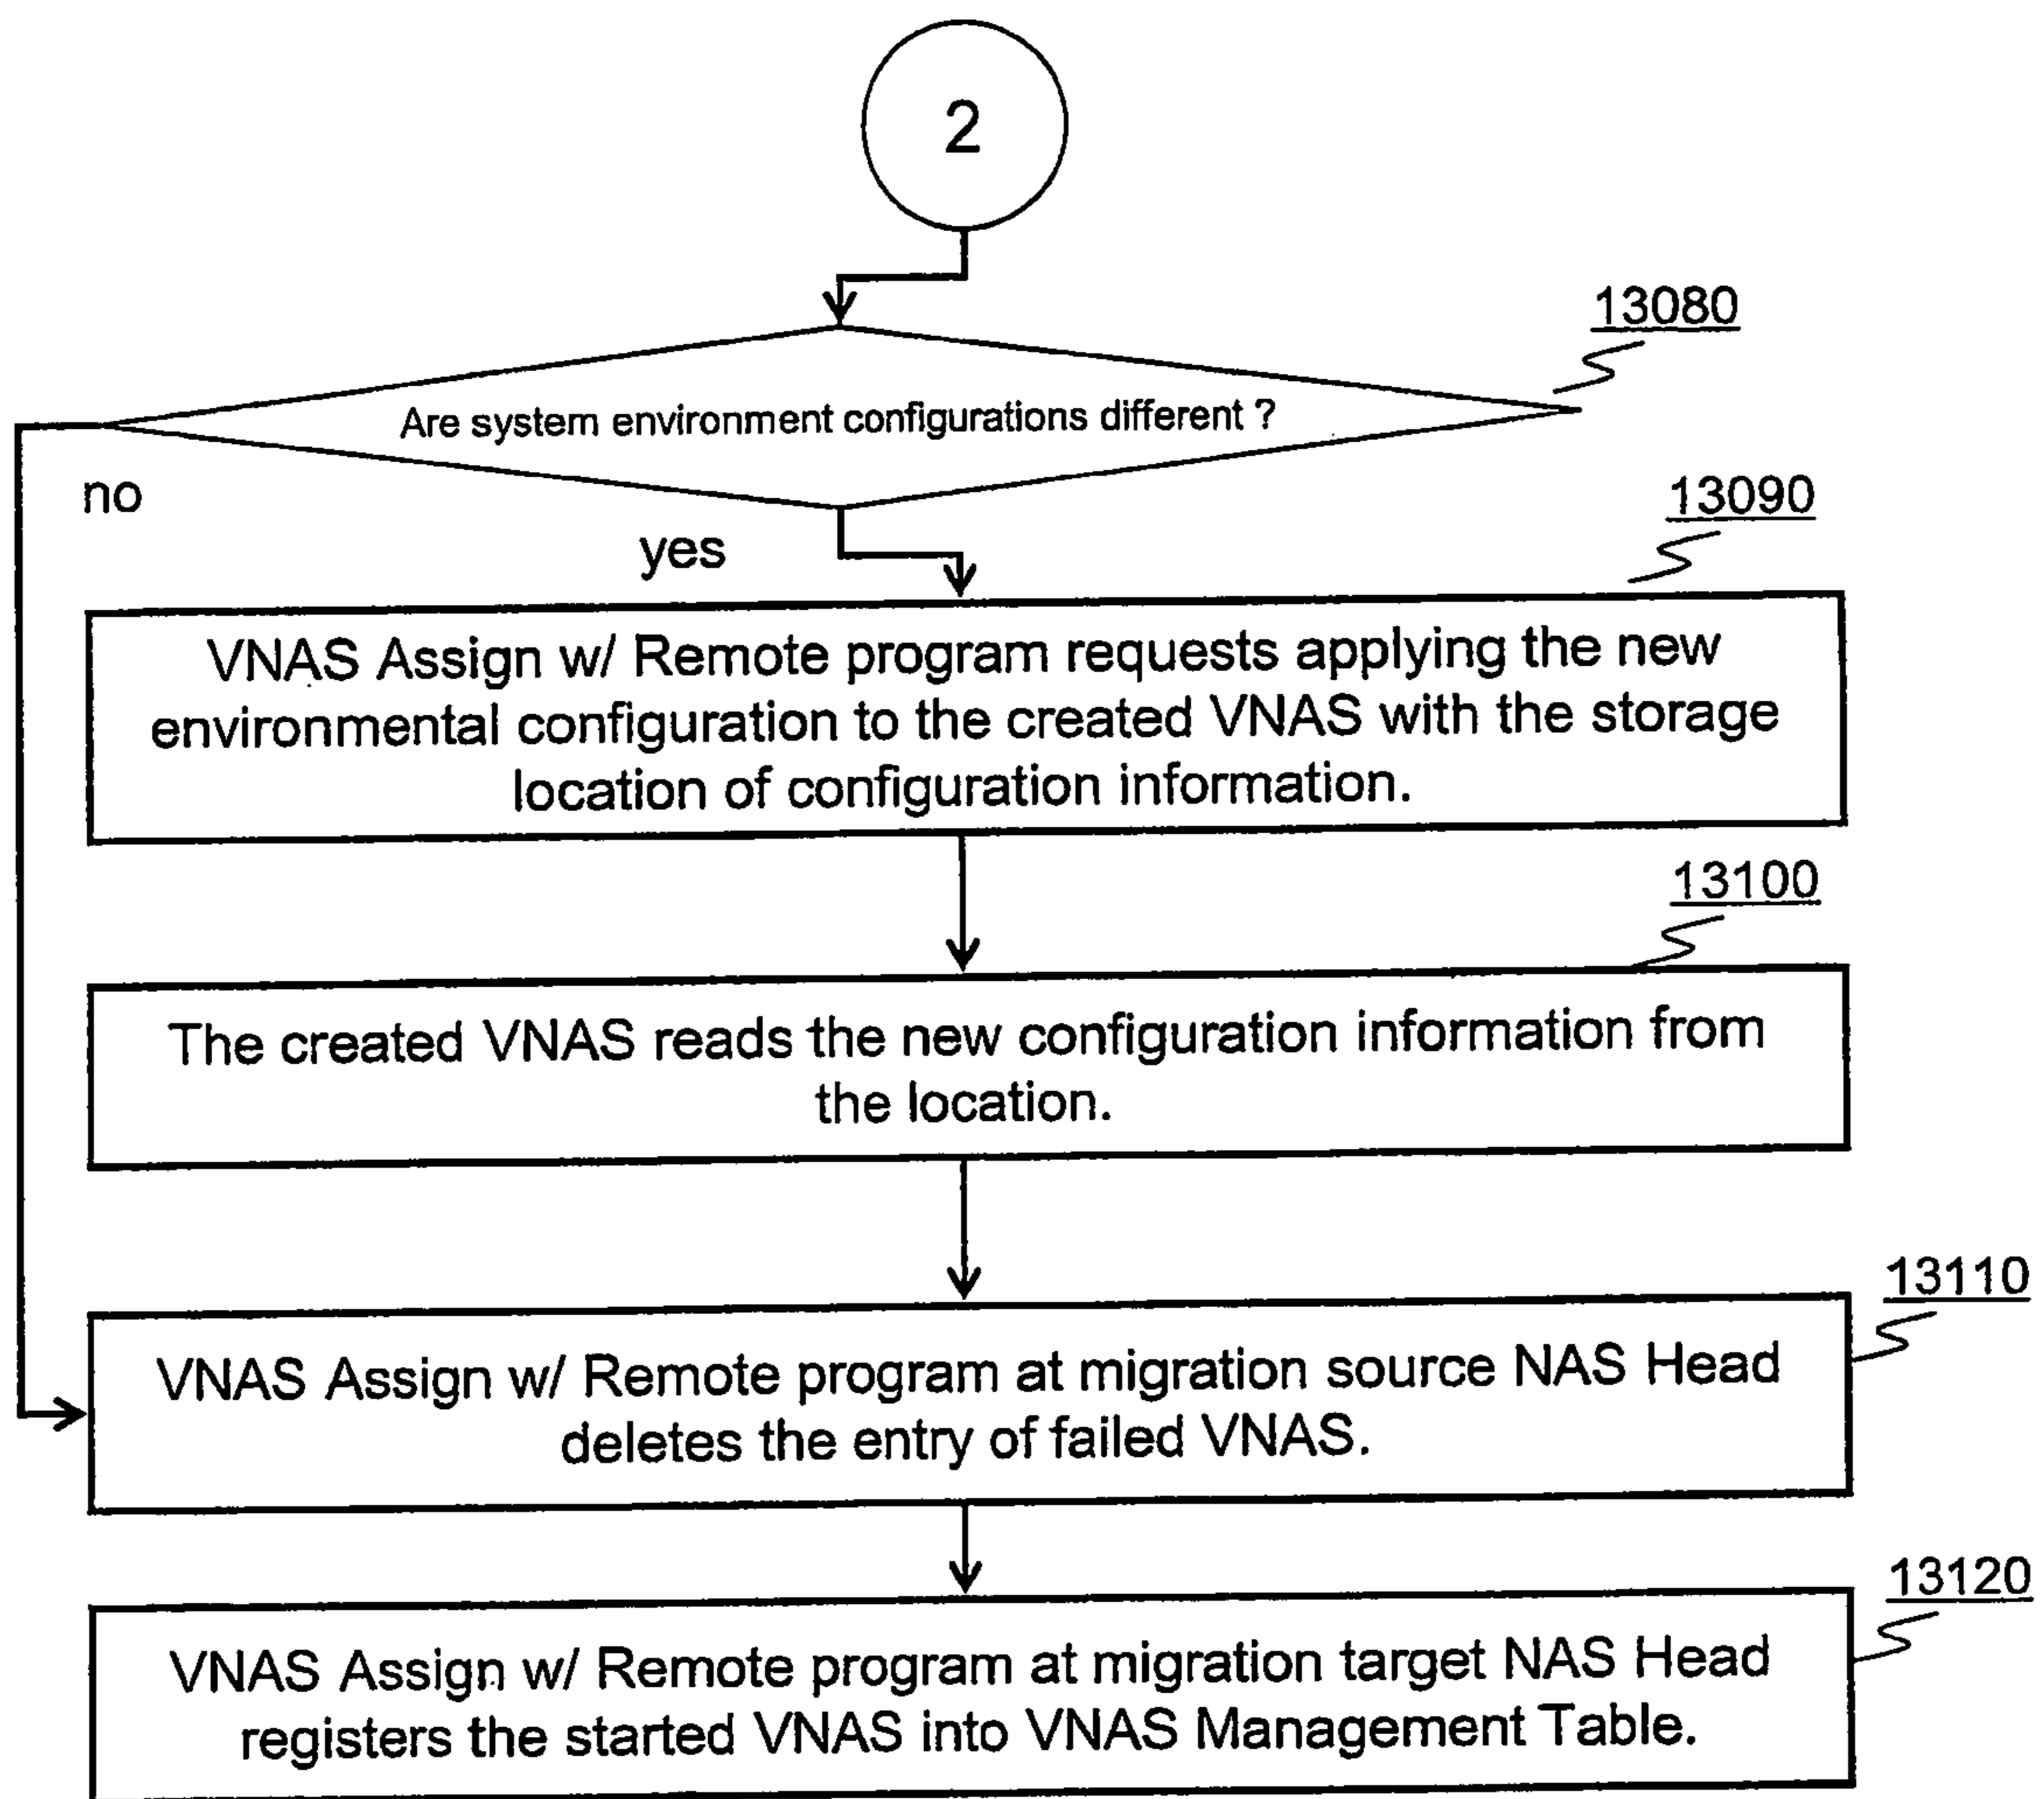 2
13080
Are system environment configurations different ?
no
yes
13090
VNAS Assign w/ Remote program requests applying the new
environmental configuration to the created VNAS with the storage
location of configuration information.
13100
The created VNAS reads the new configuration information from
the location.
13110
VNAS Assign w/ Remote program at migration source NAS Head
deletes the entry of failed VNAS.
13120
VNAS Assign w/ Remote program at migration target NAS Head
registers the started VNAS into VNAS Management Table.